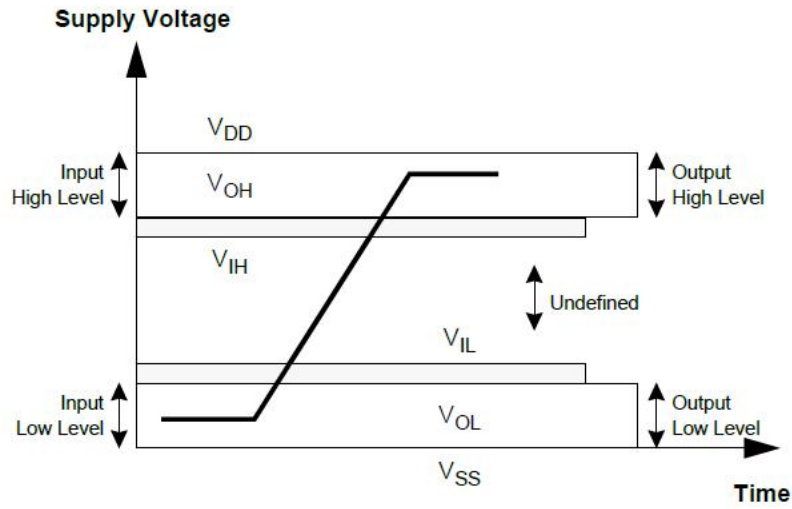 Supply Voltage
VDD
Input
High Level
VOH
Output
High Level
VIH
Undefined
VIL
Input
Low Level
VOL
Output
Low Level
VSS
Time